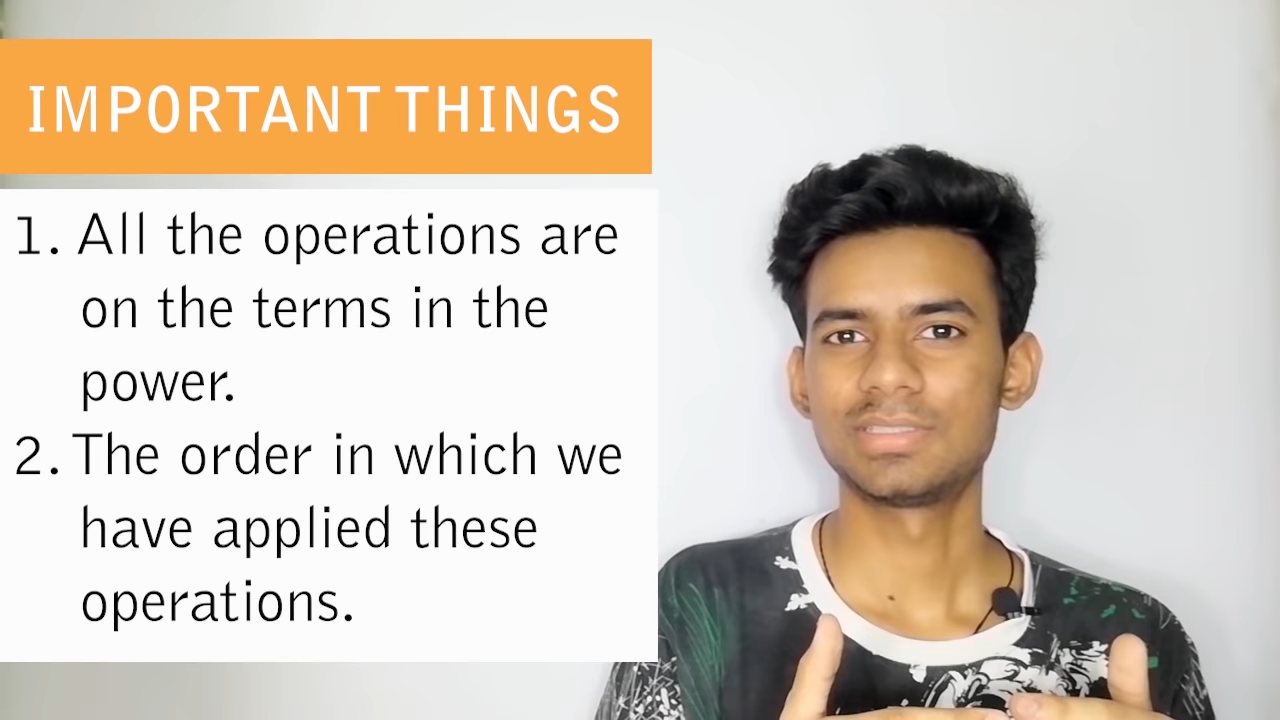 IMPORTANT THINGS
1. All the operations are
on the terms in the
power.
2. The order in which we
have applied these
operations.